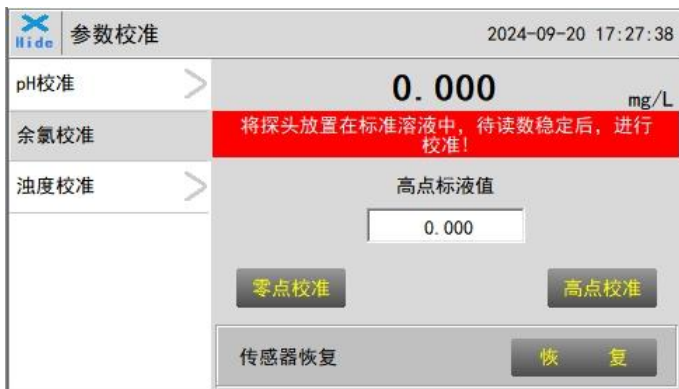 Hide 参数校准 2024-09-20 17:27:38
pH校准
余氯校准
浊度校准
0.000 mg/L
将探头放置在标准溶液中，待读数稳定后，进行
校准!
高点标液值
0.000
零点校准 高点校准
传感器恢复 恢 复